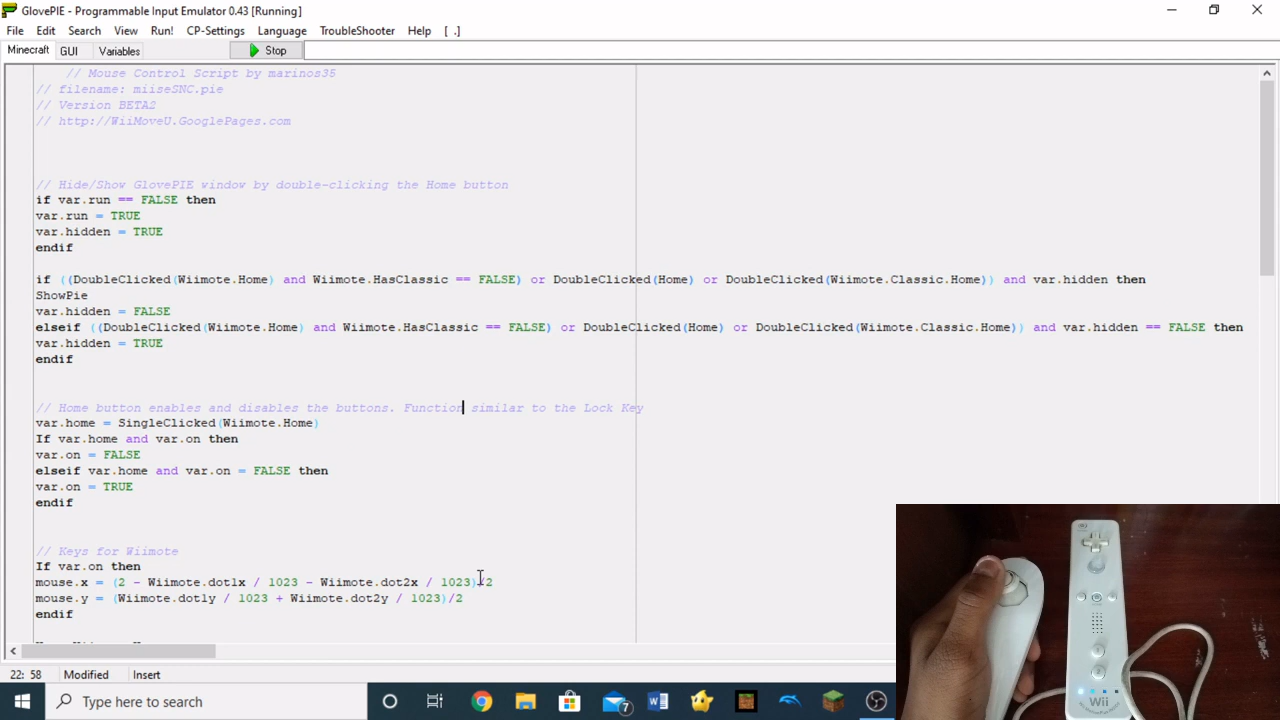 GlovePIE - Programmable Input Emulator 0.43 [Running]
File Edit Search View Run! CP-Settings Language TroubleShooter Help [ .]
Minecraft GUI Variables Stop
// Mouse Control Script by marinos35
// filename: miiseSNC.pie
// Version BETA2
// http://WiiMoveU.GooglePages.com
// Hide/Show GlovePIE window by double-clicking the Home button
if var.run == FALSE then
var.run = TRUE
var.hidden = TRUE
endif
if ((DoubleClicked(Wiimote.Home) and Wiimote.HasClassic == FALSE) or DoubleClicked(Home) or DoubleClicked(Wiimote.Classic.Home)) and var.hidden then
ShowPie
var.hidden = FALSE
elseif ((DoubleClicked(Wiimote.Home) and Wiimote.HasClassic == FALSE) or DoubleClicked(Home) or DoubleClicked(Wiimote.Classic.Home)) and var.hidden == FALSE then
var.hidden = TRUE
endif
// Home button enables and disables the buttons. Function similar to the Lock Key
var.home = SingleClicked(Wiimote.Home)
If var.home and var.on then
var.on = FALSE
elseif var.home and var.on = FALSE then
var.on = TRUE
endif
// Keys for Wiimote
If var.on then
mouse.x = (2 - Wiimote.dot1x / 1023 - Wiimote.dot2x / 1023)/2
mouse.y = (Wiimote.dot1y / 1023 + Wiimote.dot2y / 1023)/2
endif
22: 58 Modified Insert
Type here to search
7
Wii